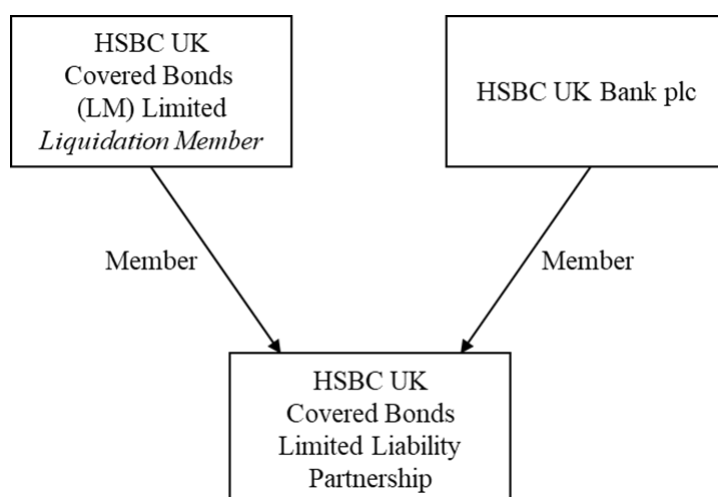 HSBC UK
Covered Bonds
(LM) Limited
Liquidation Member
HSBC UK Bank plc
Member
Member
HSBC UK
Covered Bonds
Limited Liability
Partnership